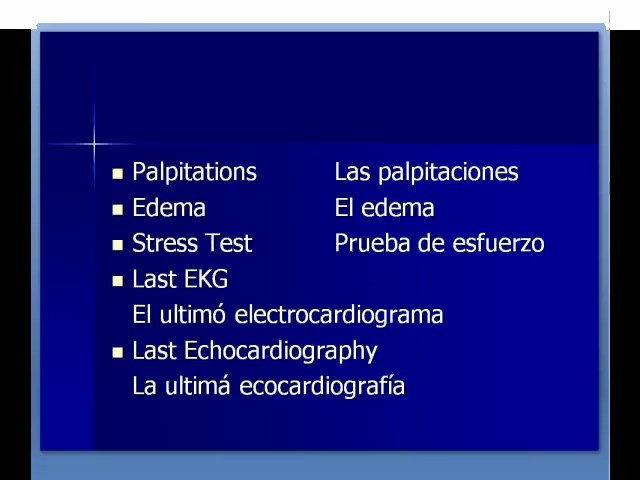 Palpitations Las palpitaciones
Edema El edema
Stress Test Prueba de esfuerzo
Last EKG
El ultimó electrocardiograma
Last Echocardiography
La ultimá ecocardiografía